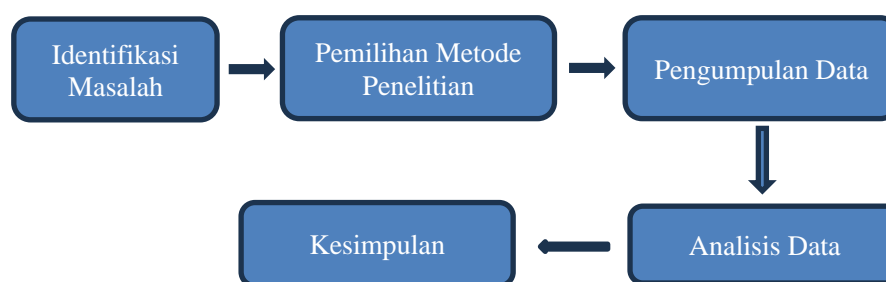 Identifikasi
Masalah
Pemilihan Metode
Penelitian
Pengumpulan Data
Analisis Data
Kesimpulan